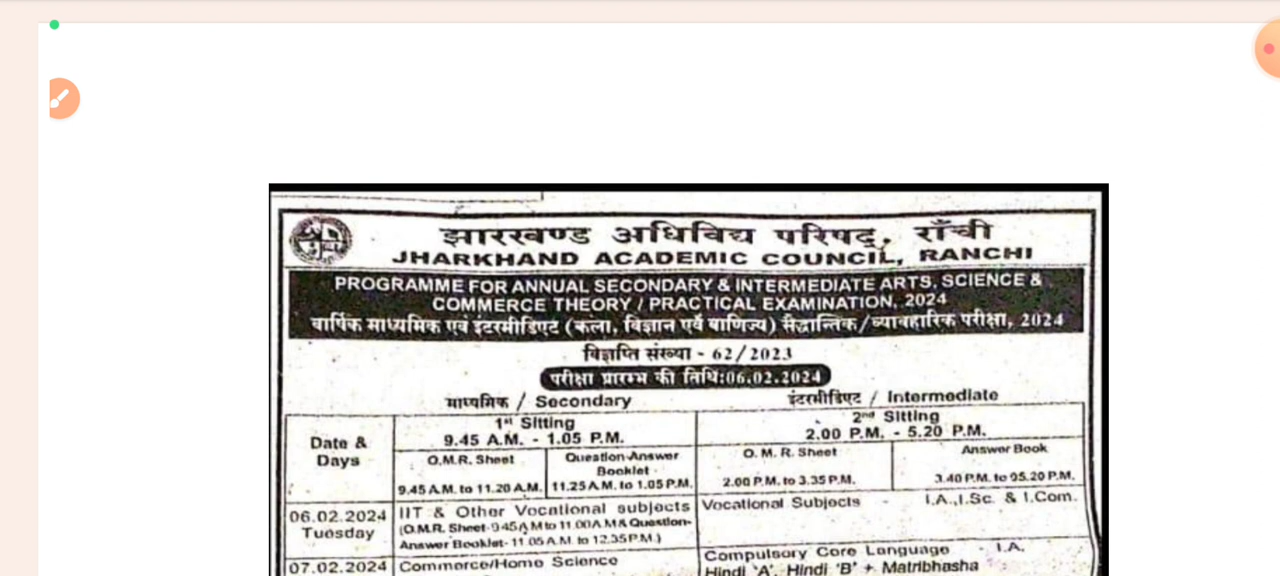 झारखण्ड अधिविद्य परिषद्, राँची
JHARKHAND ACADEMIC COUNCIL, RANCHI
PROGRAMME FOR ANNUAL SECONDARY & INTERMEDIATE ARTS, SCIENCE &
COMMERCE THEORY / PRACTICAL EXAMINATION, 2024
वार्षिक माध्यमिक एवं इंटरमीडिएट (कला, विज्ञान एवं वाणिज्य) सैद्धान्तिक/व्यावहारिक परीक्षा, 2024
विज्ञप्ति संख्या - 62/2023
परीक्षा प्रारम्भ की तिथि:06.02.2024
माध्यमिक / Secondary
इंटरमीडिएट / Intermediate
Date &
Days
1st Sitting
9.45 A.M. - 1.05 P.M.
2nd Sitting
2.00 P.M. - 5.20 P.M.
O.M.R. Sheet
9.45 A.M. to 11.20 A.M.
Question-Answer
Booklet
11.25 A.M. to 1.05 P.M.
O. M. R. Sheet
2.00 P.M. to 3.35 P.M.
Answer Book
3.40 P.M. to 05.20 P.M.
06.02.2024
Tuesday
IIT & Other Vocational subjects
(O.M.R. Sheet-9.45 A.M to 11.00 A.M & Question-
Answer Booklet- 11.05 A.M. to 12.35 P.M.)
Vocational Subjects - I.A.,I.Sc. & I.Com.
07.02.2024
Commerce/Home Science
Compulsory Core Language - I.A.
Hindi 'A', Hindi 'B' + Matribhasha